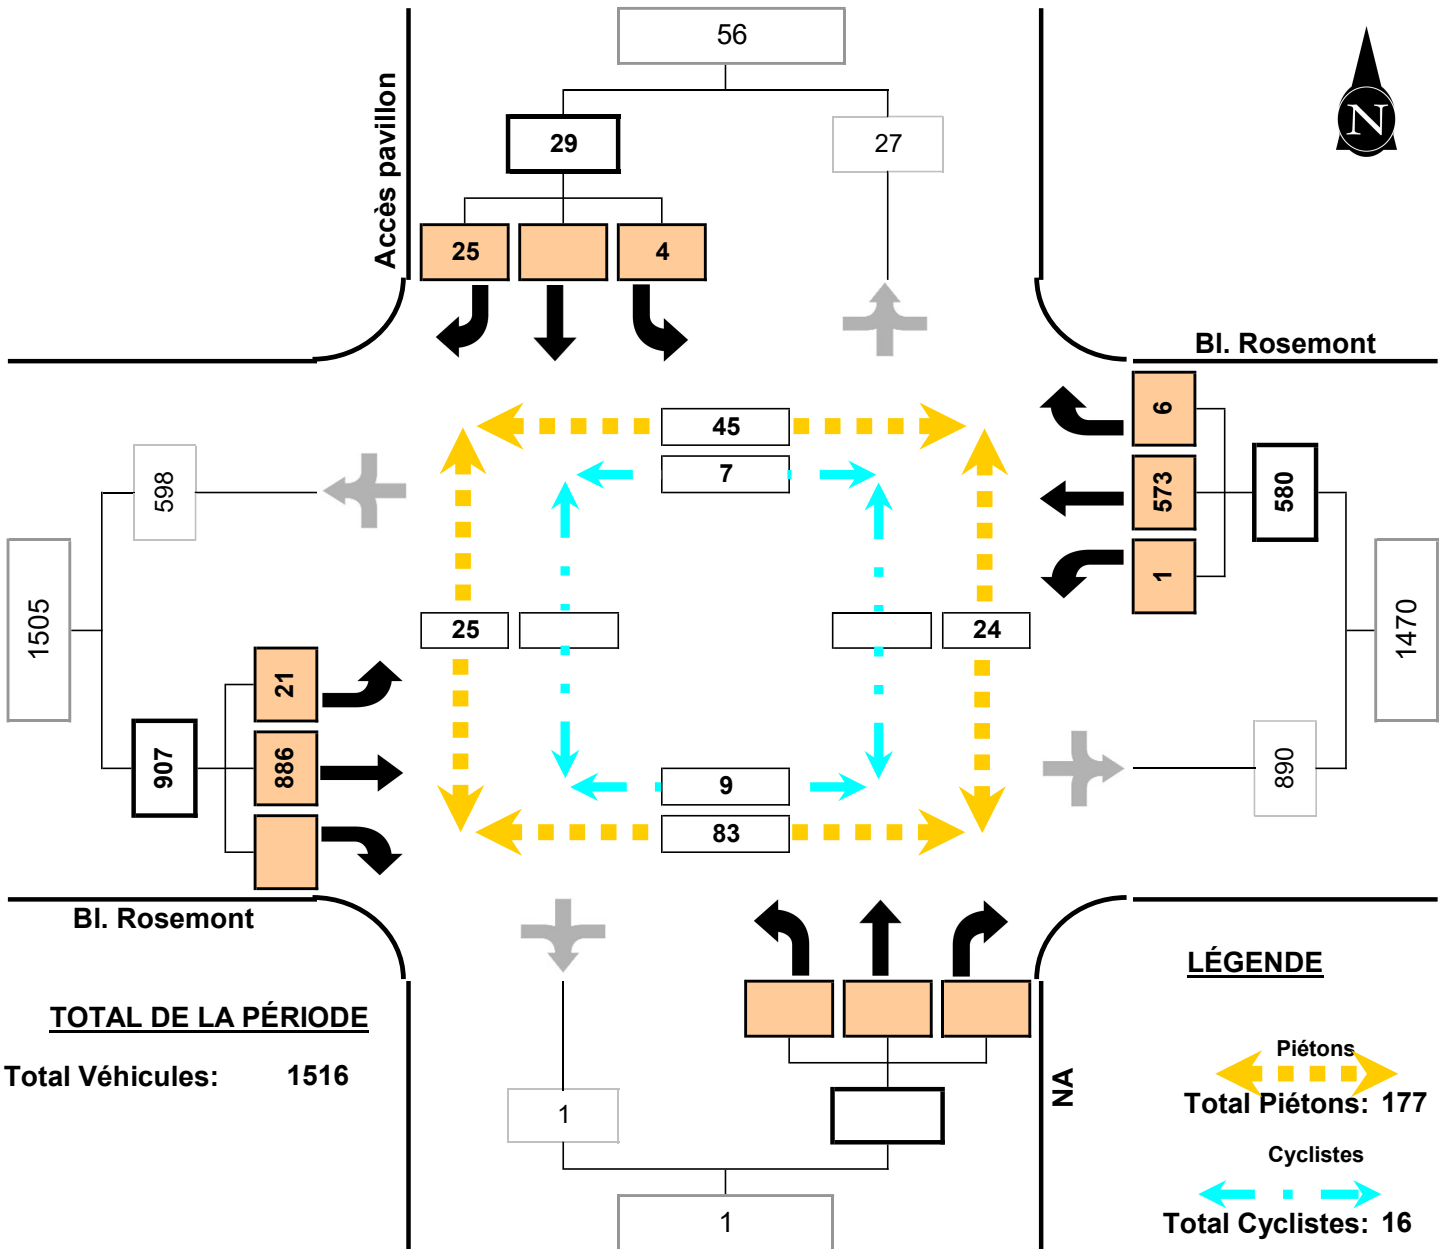 56
N
Accès pavillon
29
27
25
4
Bl. Rosemont
6
573
1
580
1470
890
45
7
598
1505
907
21
886
25
24
9
83
Bl. Rosemont
TOTAL DE LA PÉRIODE
Total Véhicules: 1516
1
1
NA
LÉGENDE
Piétons
Total Piétons: 177
Cyclistes
Total Cyclistes: 16